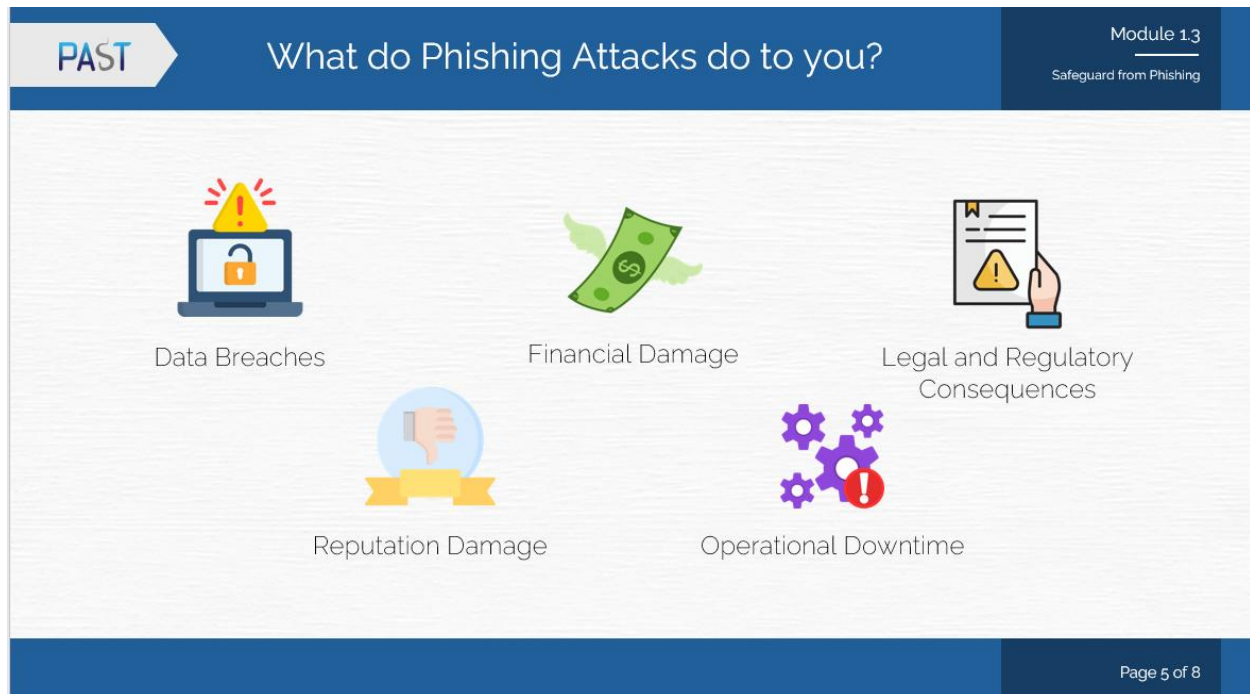 PAST
What do Phishing Attacks do to you?
Module 1.3
Safeguard from Phishing
Data Breaches
Financial Damage
Legal and Regulatory
Consequences
Reputation Damage
Operational Downtime
Page 5 of 8